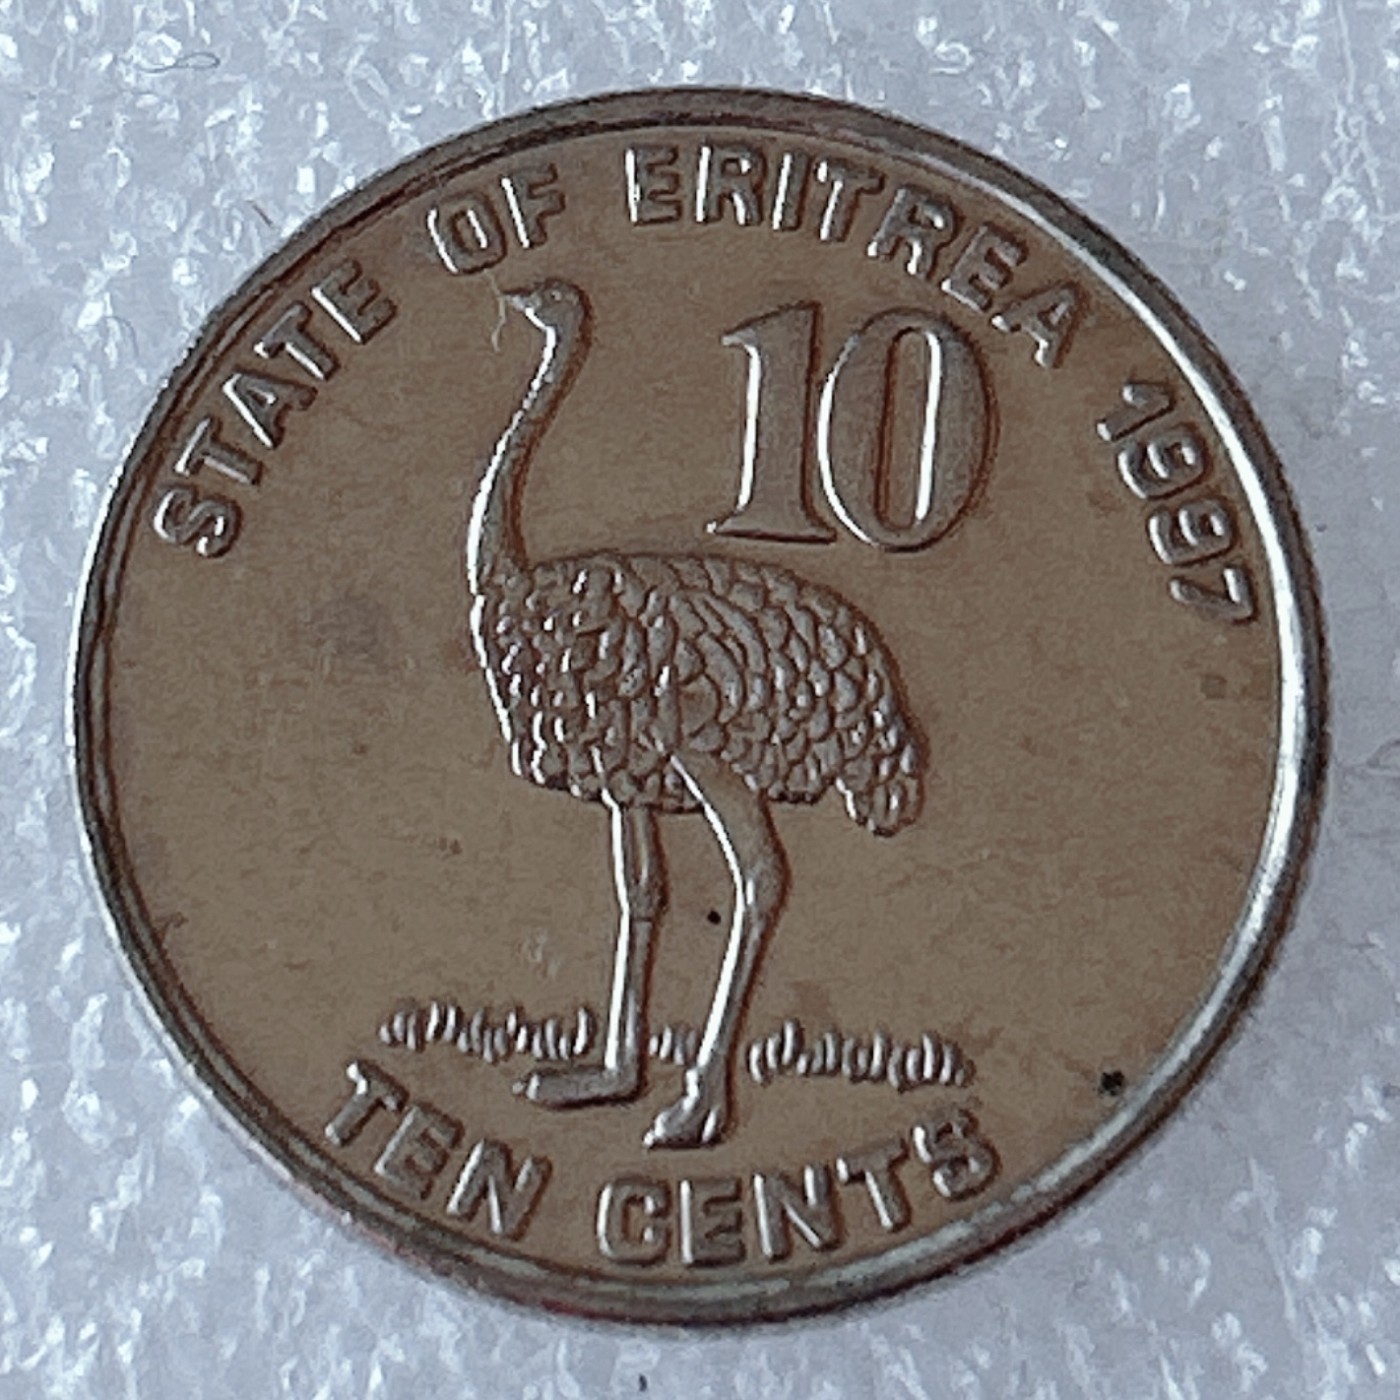 STATE OF ERITREA 1997
10
TEN CENTS